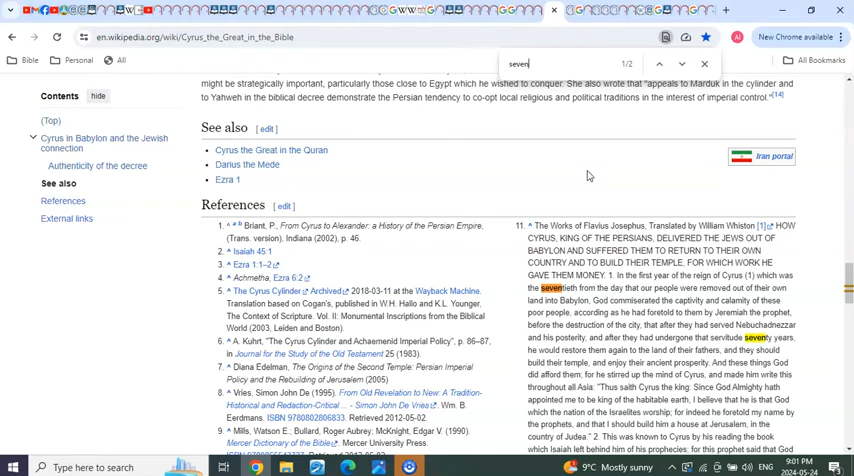 en.wikipedia.org/wiki/Cyrus_the_Great_in_the_Bible
New Chrome available
Bible
Personal
All
All Bookmarks
seven
1/2
might be strategically important, particularly those close to Egypt which he wished to conquer. She also wrote that "appeals to Marduk in the cylinder and
to Yahweh in the biblical decree demonstrate the Persian tendency to co-opt local religious and political traditions in the interest of imperial control."[14]
Contents hide
(Top)
Cyrus in Babylon and the Jewish
connection
Authenticity of the decree
See also
References
External links
See also [ edit ]
• Cyrus the Great in the Quran
• Darius the Mede
• Ezra 1
Iran portal
References [ edit ]
1. ^ a b Briant, P., From Cyrus to Alexander: a History of the Persian Empire,
(Trans. version), Indiana (2002), p. 46.
2. ^ Isaiah 45:1
3. ^ Ezra 1:1–2
4. ^ Achmetha, Ezra 6:2
5. ^ The Cyrus Cylinder Archived 2018-03-11 at the Wayback Machine.
Translation based on Cogan's, published in W.H. Hallo and K.L. Younger,
The Context of Scripture. Vol. II: Monumental Inscriptions from the Biblical
World (2003, Leiden and Boston).
6. ^ A. Kuhrt, "The Cyrus Cylinder and Achaemenid Imperial Policy", p. 86–87,
in Journal for the Study of the Old Testament 25 (1983).
7. ^ Diana Edelman, The Origins of the Second Temple: Persian Imperial
Policy and the Rebuilding of Jerusalem (2005)
8. ^ Vries, Simon John De (1995). From Old Revelation to New: A Tradition-
Historical and Redaction-Critical... - Simon John De Vries. Wm. B.
Eerdmans. ISBN 9780802806833. Retrieved 2012-05-02.
9. ^ Mills, Watson E.; Bullard, Roger Aubrey; McKnight, Edgar V. (1990).
Mercer Dictionary of the Bible. Mercer University Press.
11. ^ The Works of Flavius Josephus, Translated by William Whiston [1] HOW
CYRUS, KING OF THE PERSIANS, DELIVERED THE JEWS OUT OF
BABYLON AND SUFFERED THEM TO RETURN TO THEIR OWN
COUNTRY AND TO BUILD THEIR TEMPLE, FOR WHICH WORK HE
GAVE THEM MONEY. 1. In the first year of the reign of Cyrus (1) which was
the seventieth from the day that our people were removed out of their own
land into Babylon, God commiserated the captivity and calamity of these
poor people, according as he had foretold to them by Jeremiah the prophet,
before the destruction of the city, that after they had served Nebuchadnezzar
and his posterity, and after they had undergone that servitude seventy years,
he would restore them again to the land of their fathers, and they should
build their temple, and enjoy their ancient prosperity. And these things God
did afford them; for he stirred up the mind of Cyrus, and made him write this
throughout all Asia: "Thus saith Cyrus the king: Since God Almighty hath
appointed me to be king of the habitable earth, I believe that he is that God
which the nation of the Israelites worship; for indeed he foretold my name by
the prophets, and that I should build him a house at Jerusalem, in the
country of Judea." 2. This was known to Cyrus by his reading the book
which Isaiah left behind him of his prophecies; for this prophet said that God
Type here to search
9°C Mostly sunny
9:01 PM
2024-05-24